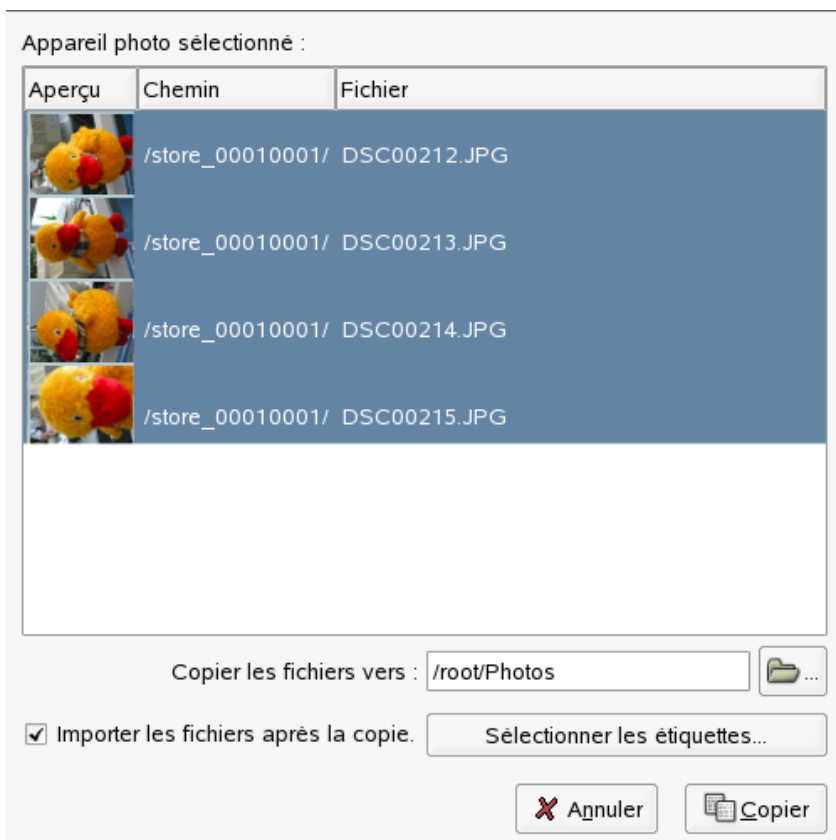 Appareil photo sélectionné :
Aperçu Chemin Fichier
/store_00010001/ DSC00212.JPG
/store_00010001/ DSC00213.JPG
/store_00010001/ DSC00214.JPG
/store_00010001/ DSC00215.JPG
Copier les fichiers vers : /root/Photos ...
Importer les fichiers après la copie. Sélectionner les étiquettes...
Annuler Copier